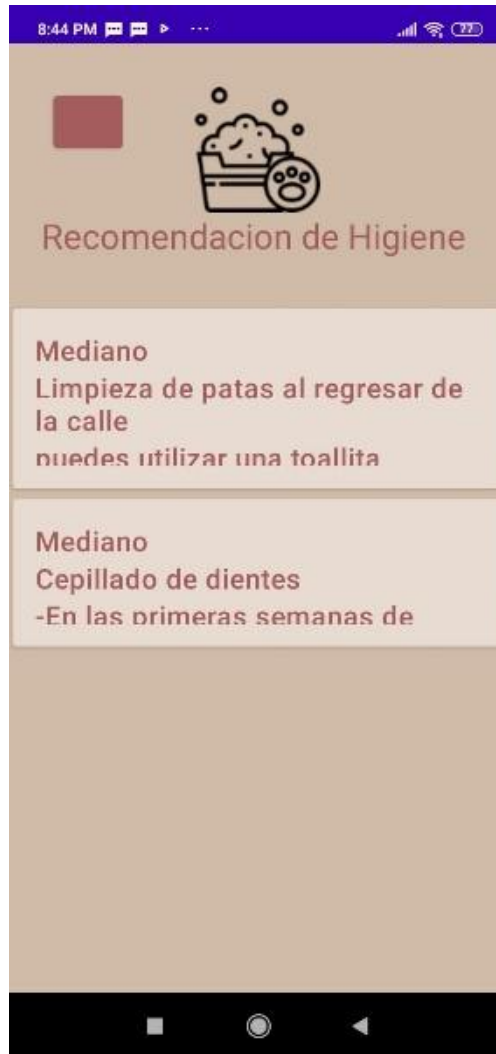 8:44 PM
77
Recomendacion de Higiene
Mediano
Limpieza de patas al regresar de
la calle
puedes utilizar una toallita
Mediano
Cepillado de dientes
-En las primeras semanas de